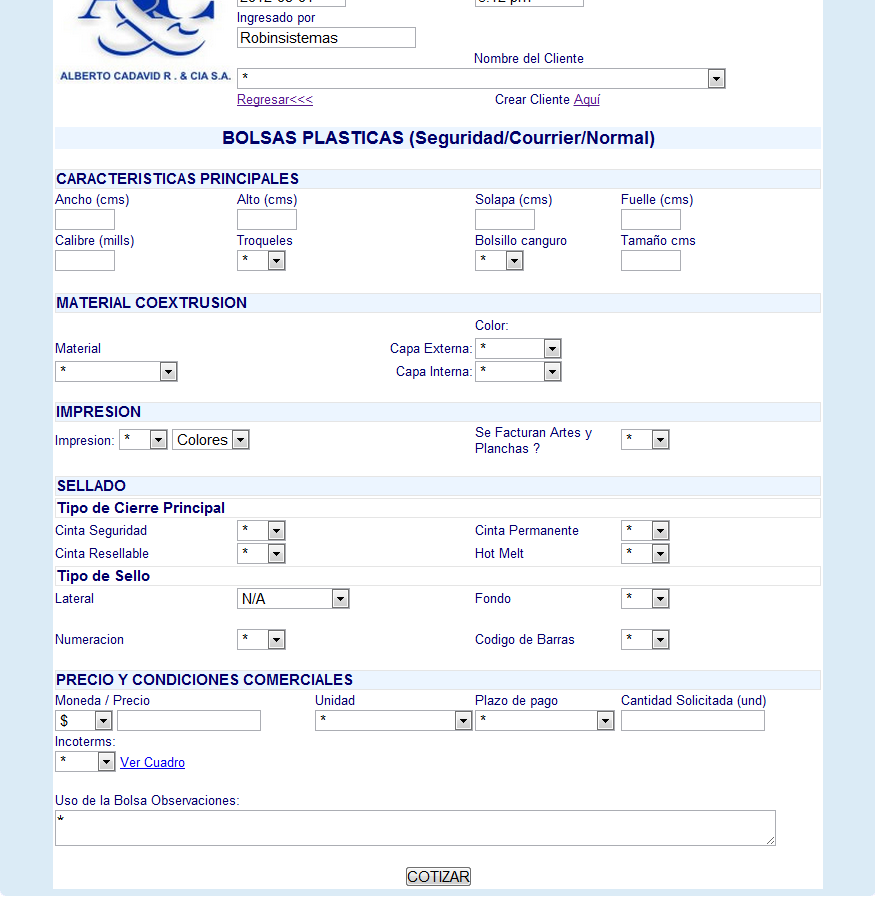 Ingresado por
Robinsistemas
Nombre del Cliente
ALBERTO CADAVID R . & CIA S.A.
*
Regresar<<< Crear Cliente Aquí
BOLSAS PLASTICAS (Seguridad/Courrier/Normal)
CARACTERISTICAS PRINCIPALES
Ancho (cms) Alto (cms) Solapa (cms) Fuelle (cms)
Calibre (mills) Troqueles Bolsillo canguro Tamaño cms
* *
MATERIAL COEXTRUSION
Color:
Material Capa Externa: *
* Capa Interna: *
IMPRESION
Impresion: * Colores Se Facturan Artes y
Planchas ? *
SELLADO
Tipo de Cierre Principal
Cinta Seguridad * Cinta Permanente *
Cinta Resellable * Hot Melt *
Tipo de Sello
Lateral N/A Fondo *
Numeracion * Codigo de Barras *
PRECIO Y CONDICIONES COMERCIALES
Moneda / Precio Unidad Plazo de pago Cantidad Solicitada (und)
$ * *
Incoterms:
* Ver Cuadro
Uso de la Bolsa Observaciones:
*
COTIZAR